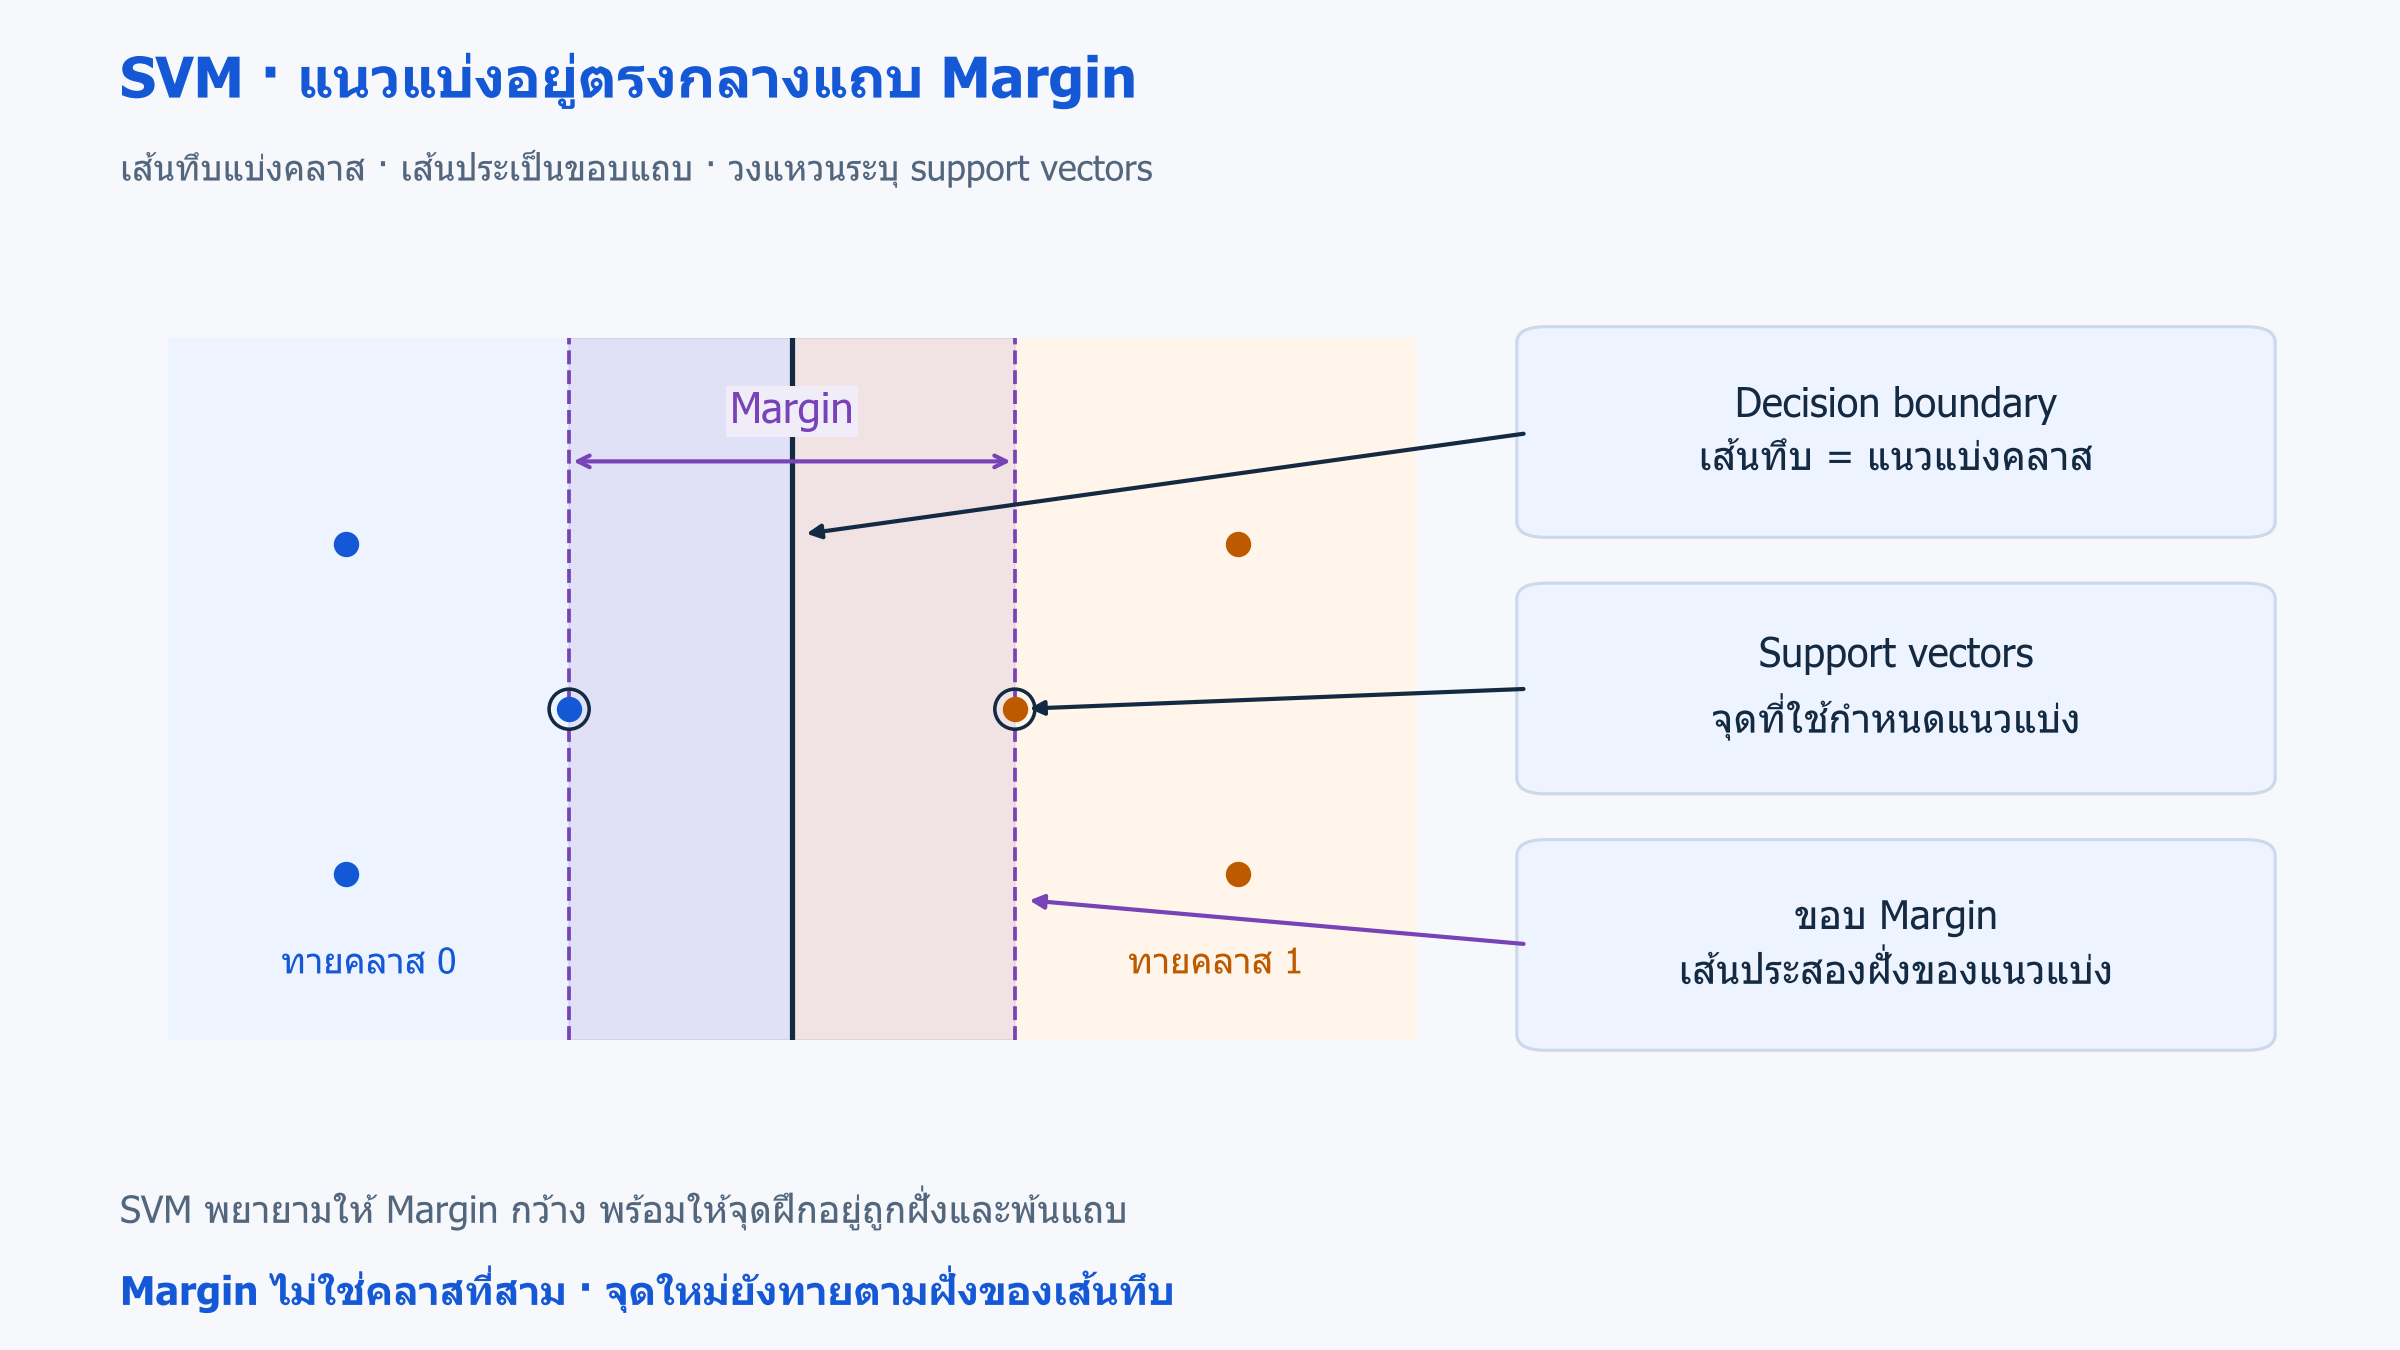 SVM · แนวแบ่งอยู่ตรงกลางแถบ Margin
เส้นทึบแบ่งคลาส · เส้นประเป็นขอบแถบ · วงแหวนระบุ support vectors
Margin
Decision boundary
เส้นทึบ = แนวแบ่งคลาส
Support vectors
จุดที่ใช้กำหนดแนวแบ่ง
ขอบ Margin
เส้นประสองฝั่งของแนวแบ่ง
ทายคลาส 0
ทายคลาส 1
SVM พยายามให้ Margin กว้าง พร้อมให้จุดฝึกอยู่ถูกฝั่งและพ้นแถบ
Margin ไม่ใช่คลาสที่สาม · จุดใหม่ยังทายตามฝั่งของเส้นทึบ